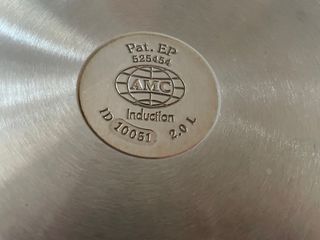 Pat. EP
525454
AMC
Induction
ID 10051 2.0 L